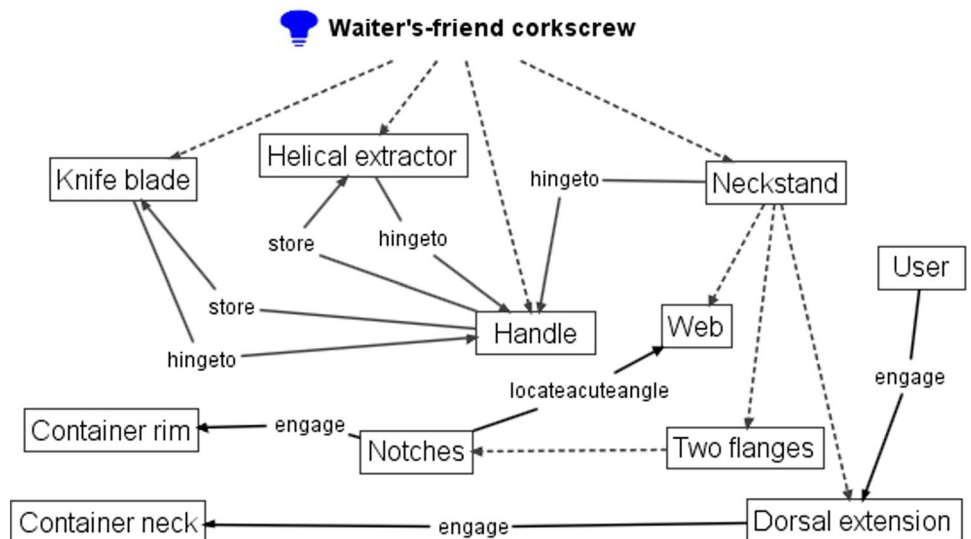 Waiter's-friend corkscrew
Helical extractor
Knife blade
hingeto
Neckstand
store
hingeto
User
store
Handle
Web
hingeto
engage
locateacuteangle
Container rim
engage
Notches
Two flanges
Container neck
engage
Dorsal extension